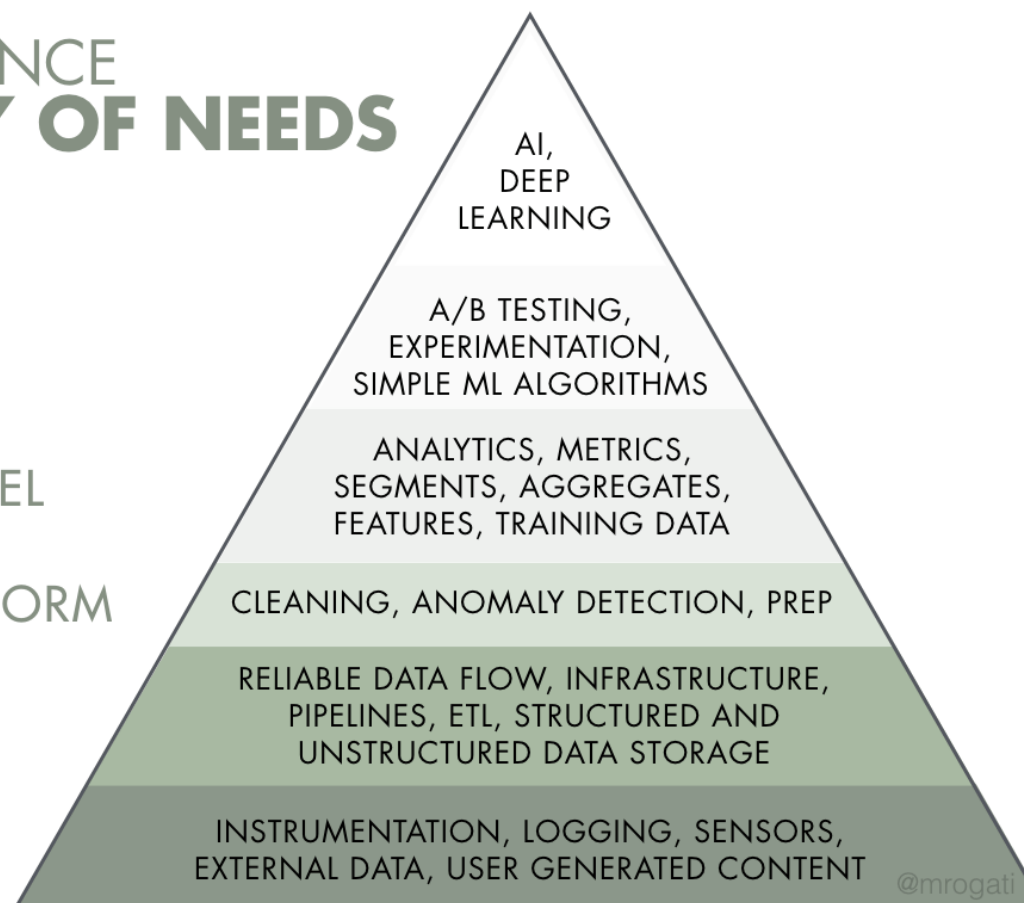 NCE
Y OF NEEDS
AI,
DEEP
LEARNING
A/B TESTING,
EXPERIMENTATION,
SIMPLE ML ALGORITHMS
ANALYTICS, METRICS,
SEGMENTS, AGGREGATES,
FEATURES, TRAINING DATA
EL
ORM
CLEANING, ANOMALY DETECTION, PREP
RELIABLE DATA FLOW, INFRASTRUCTURE,
PIPELINES, ETL, STRUCTURED AND
UNSTRUCTURED DATA STORAGE
INSTRUMENTATION, LOGGING, SENSORS,
EXTERNAL DATA, USER GENERATED CONTENT
@mrogati